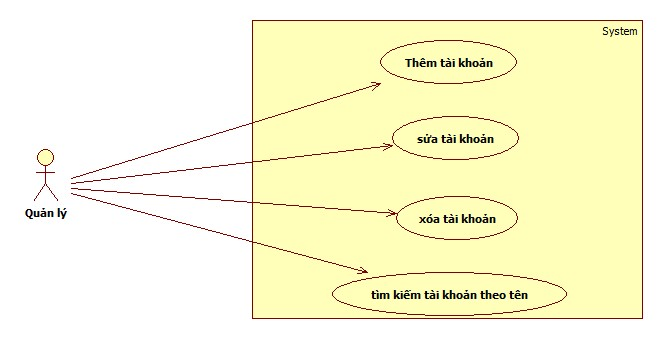 System
Thêm tài khoản
sửa tài khoản
Quản lý
xóa tài khoản
tìm kiếm tài khoản theo tên